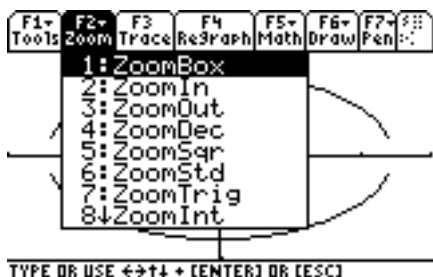 F1▾ F2▾ F3 F4 F5▾ F6▾ F7▾
Tools Zoom Trace ReGraph Math Draw Pen
1:ZoomBox
2:ZoomIn
3:ZoomOut
4:ZoomDec
5:ZoomSqr
6:ZoomStd
7:ZoomTrig
8↓ZoomInt
TYPE OR USE ←→↑↓ + [ENTER] OR [ESC]